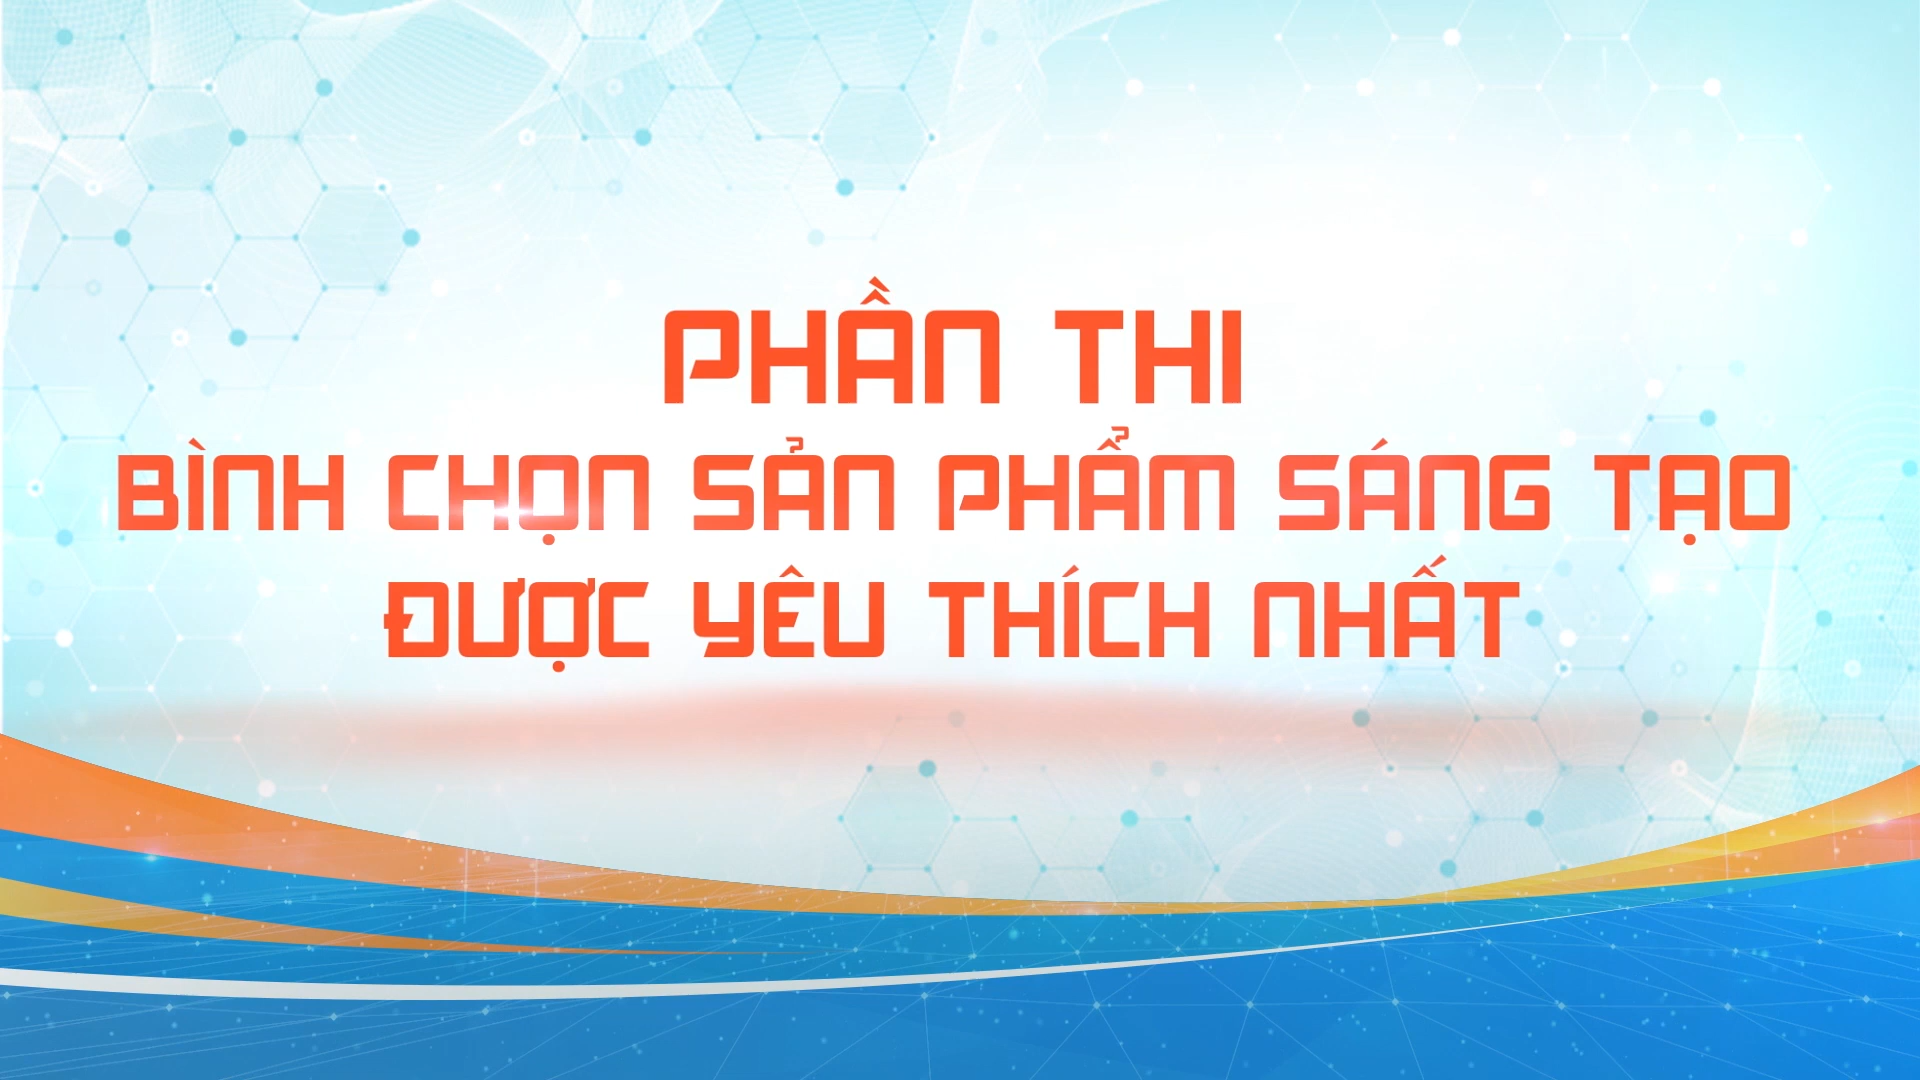 PHẦN THI
BÌNH CHỌN SẢN PHẨM SÁNG TẠO
ĐƯỢC YÊU THÍCH NHẤT